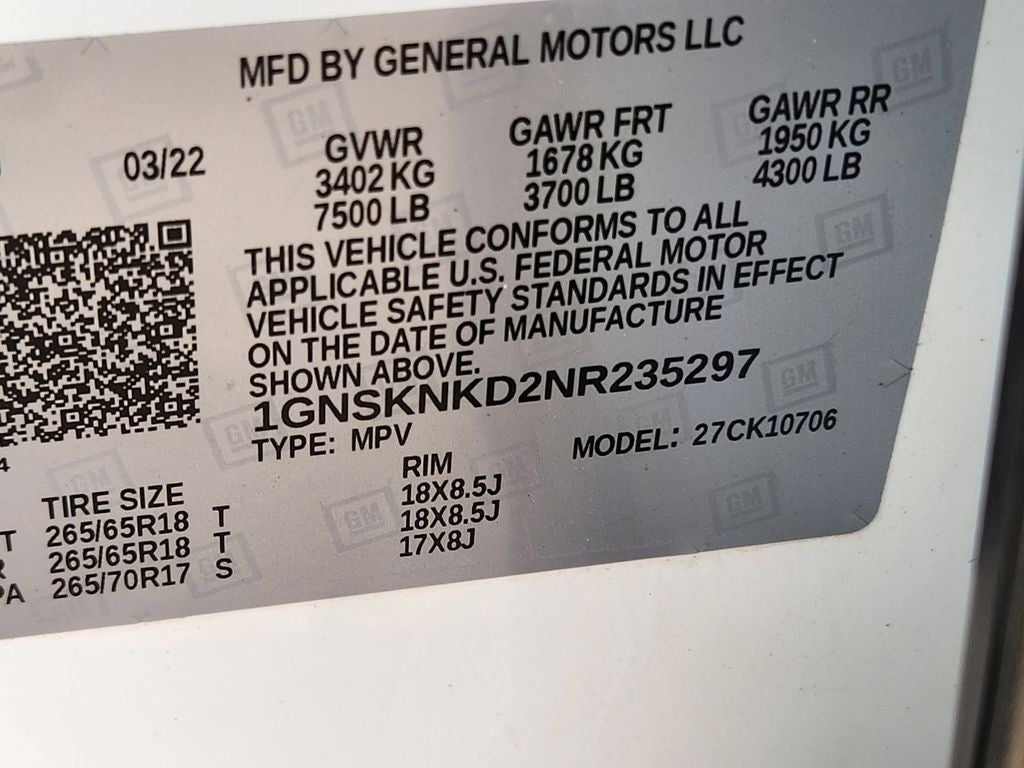 MFD BY GENERAL MOTORS LLC
03/22 GVWR GAWR FRT GAWR RR
3402 KG 1678 KG 1950 KG
7500 LB 3700 LB 4300 LB
THIS VEHICLE CONFORMS TO ALL
APPLICABLE U.S. FEDERAL MOTOR
VEHICLE SAFETY STANDARDS IN EFFECT
ON THE DATE OF MANUFACTURE
SHOWN ABOVE.
1GNSKNKD2NR235297
TYPE: MPV MODEL: 27CK10706
4
TIRE SIZE RIM
T 265/65R18 T 18X8.5J
R 265/65R18 T 18X8.5J
PA 265/70R17 S 17X8J